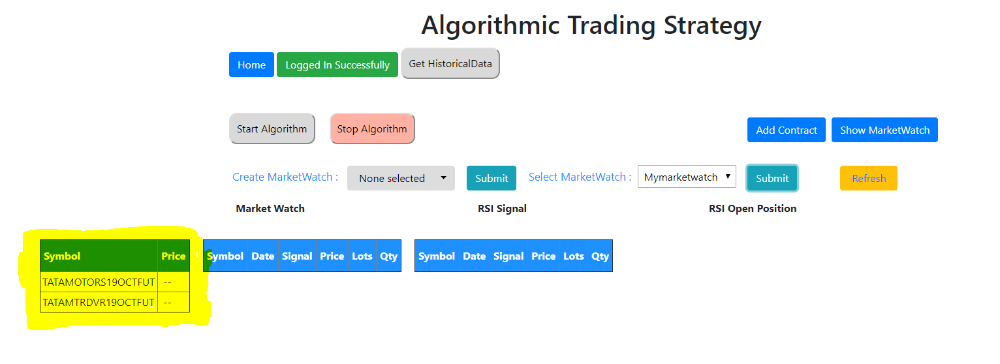 Algorithmic Trading Strategy
Home Logged In Successfully Get HistoricalData
Start Algorithm Stop Algorithm Add Contract Show MarketWatch
Create MarketWatch : None selected Submit Select MarketWatch : Mymarketwatch Submit Refresh
Market Watch RSI Signal RSI Open Position
Symbol Price Symbol Date Signal Price Lots Qty Symbol Date Signal Price Lots Qty
TATAMOTORS19OCTFUT --
TATAMTRDVR19OCTFUT --